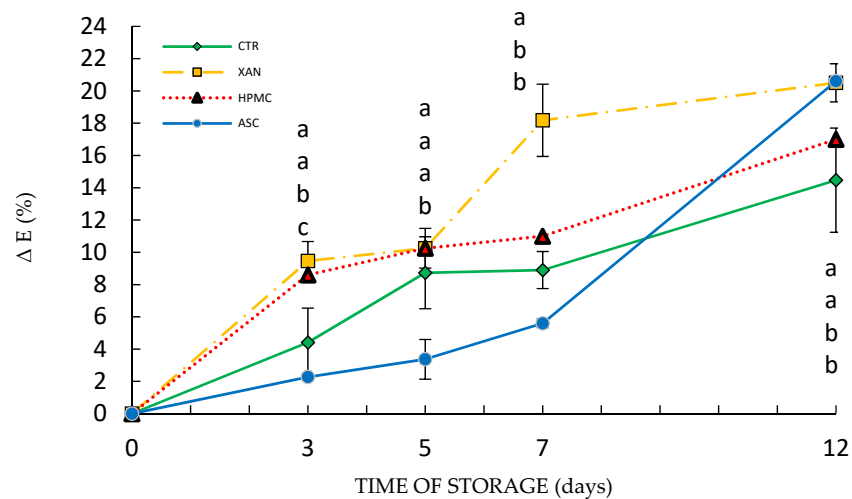 24
22
20
18
16
14
12
10
8
6
4
2
0
Δ E (%)
CTR
XAN
HPMC
ASC
a
a
b
c
a
a
a
b
a
b
b
a
a
b
b
0 3 5 7 12
TIME OF STORAGE (days)